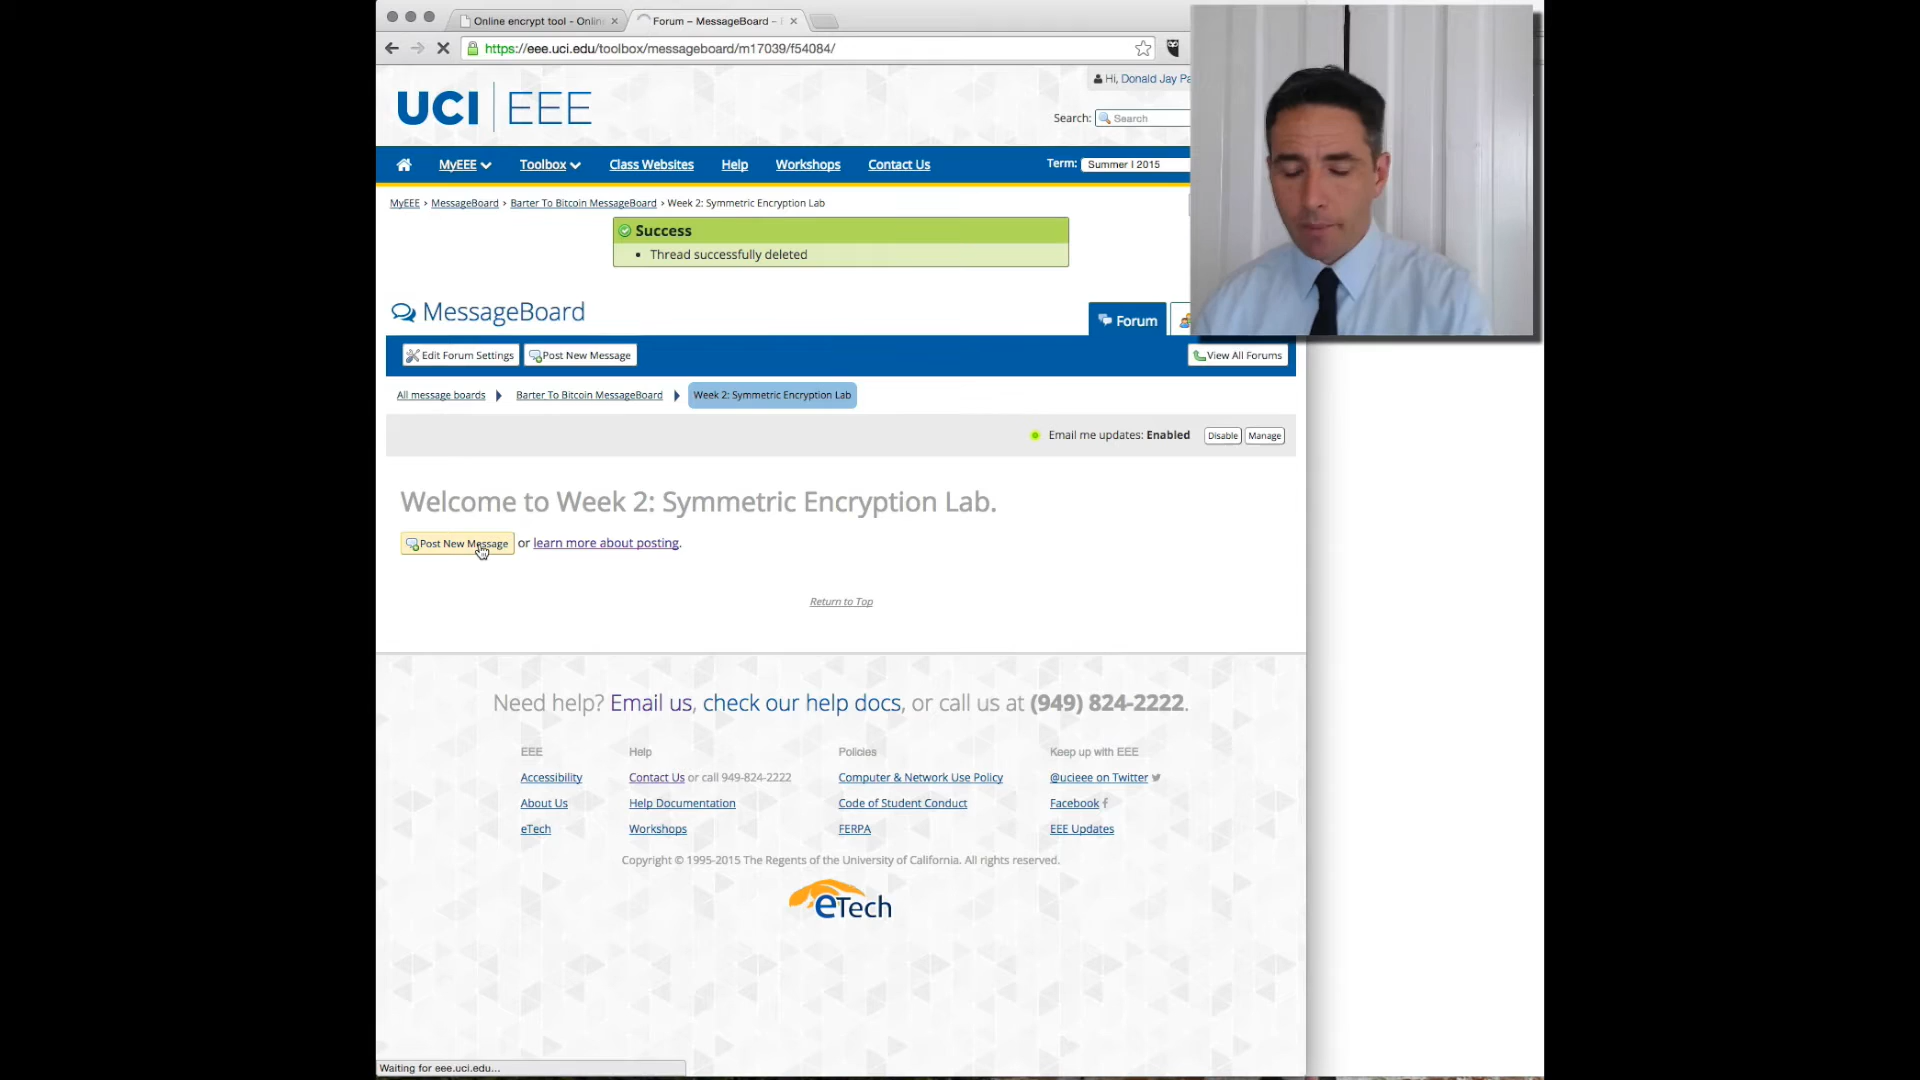 Online encrypt tool - Onlin
Forum – MessageBoard –
https://eee.uci.edu/toolbox/messageboard/m17039/f54084/
Hi, Donald Jay Pa
UCI EEE
Search: Search
MyEEE Toolbox Class Websites Help Workshops Contact Us Term: Summer I 2015
MyEEE › MessageBoard › Barter To Bitcoin MessageBoard › Week 2: Symmetric Encryption Lab
Success
• Thread successfully deleted
MessageBoard
Forum
Edit Forum Settings Post New Message View All Forums
All message boards Barter To Bitcoin MessageBoard Week 2: Symmetric Encryption Lab
Email me updates: Enabled Disable Manage
Welcome to Week 2: Symmetric Encryption Lab.
Post New Message or learn more about posting.
Return to Top
Need help? Email us, check our help docs, or call us at (949) 824-2222.
EEE Help Policies Keep up with EEE
Accessibility Contact Us or call 949-824-2222 Computer & Network Use Policy @ucieee on Twitter
About Us Help Documentation Code of Student Conduct Facebook
eTech Workshops FERPA EEE Updates
Copyright © 1995-2015 The Regents of the University of California. All rights reserved.
eTech
Waiting for eee.uci.edu...